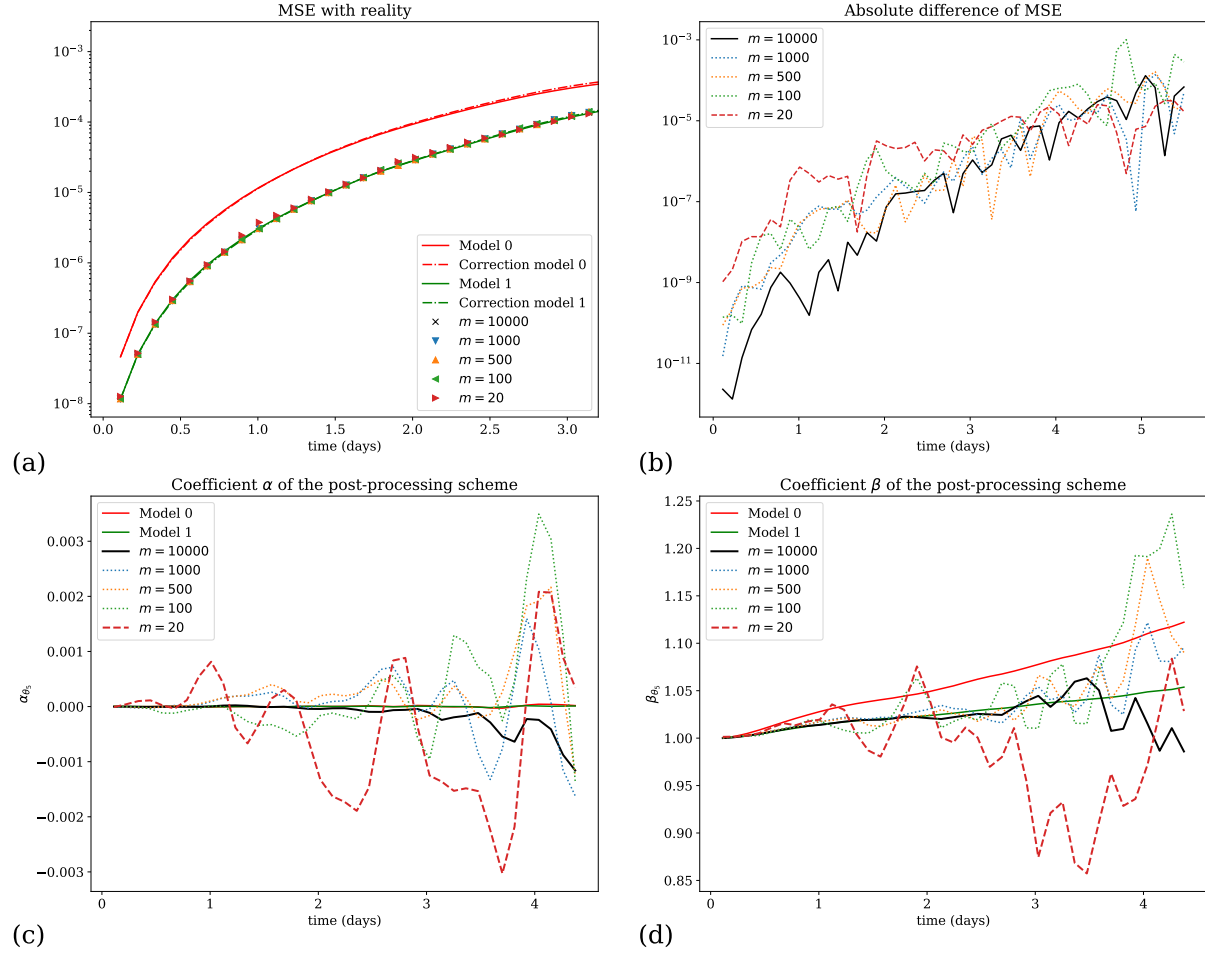 MSE with reality
10⁻³
10⁻⁴
10⁻⁵
10⁻⁶
10⁻⁷
10⁻⁸
Model 0
Correction model 0
Model 1
Correction model 1
m = 10000
m = 1000
m = 500
m = 100
m = 20
0.0 0.5 1.0 1.5 2.0 2.5 3.0
time (days)
(a)
Absolute difference of MSE
10⁻³
10⁻⁵
10⁻⁷
10⁻⁹
10⁻¹¹
m = 10000
m = 1000
m = 500
m = 100
m = 20
0 1 2 3 4 5
time (days)
(b)
Coefficient α of the post-processing scheme
α_θ₅
0.003
0.002
0.001
0.000
−0.001
−0.002
−0.003
Model 0
Model 1
m = 10000
m = 1000
m = 500
m = 100
m = 20
0 1 2 3 4
time (days)
(c)
Coefficient β of the post-processing scheme
β_θ₅
1.25
1.20
1.15
1.10
1.05
1.00
0.95
0.90
0.85
Model 0
Model 1
m = 10000
m = 1000
m = 500
m = 100
m = 20
0 1 2 3 4
time (days)
(d)